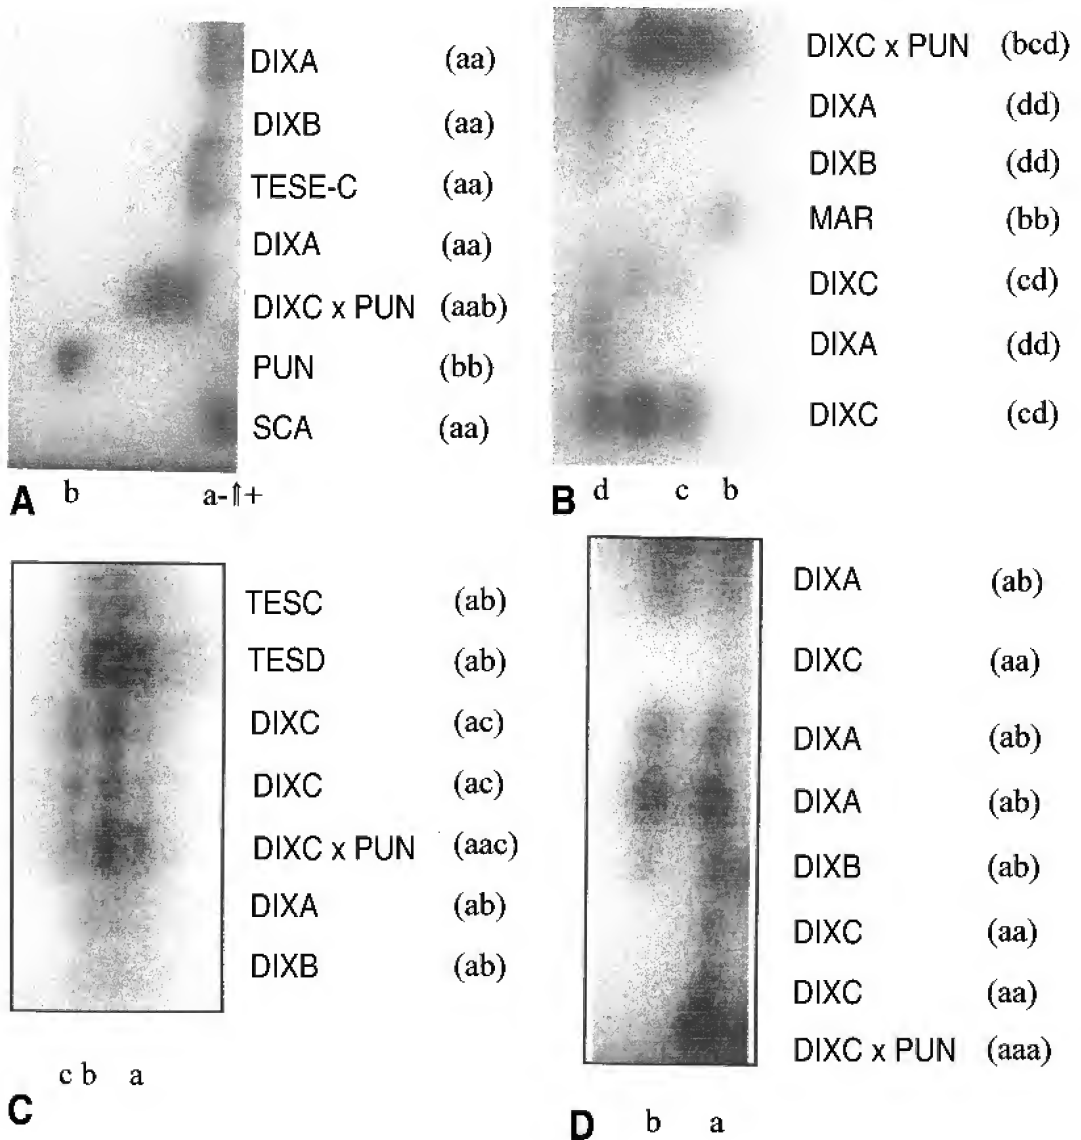 DIXA (aa)
DIXB (aa)
TESE-C (aa)
DIXA (aa)
DIXC x PUN (aab)
PUN (bb)
SCA (aa)
A b a-⇑+
DIXC x PUN (bcd)
DIXA (dd)
DIXB (dd)
MAR (bb)
DIXC (cd)
DIXA (dd)
DIXC (cd)
B d c b
TESC (ab)
TESD (ab)
DIXC (ac)
DIXC (ac)
DIXC x PUN (aac)
DIXA (ab)
DIXB (ab)
c b a
C
DIXA (ab)
DIXC (aa)
DIXA (ab)
DIXA (ab)
DIXB (ab)
DIXC (aa)
DIXC (aa)
DIXC x PUN (aaa)
D b a